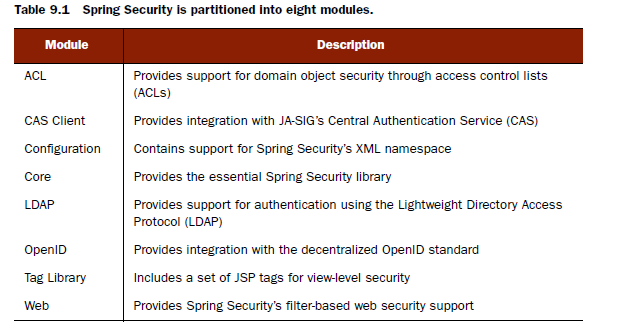 Table 9.1 Spring Security is partitioned into eight modules.
Module Description
ACL Provides support for domain object security through access control lists
(ACLs)
CAS Client Provides integration with JA-SIG's Central Authentication Service (CAS)
Configuration Contains support for Spring Security's XML namespace
Core Provides the essential Spring Security library
LDAP Provides support for authentication using the Lightweight Directory Access
Protocol (LDAP)
OpenID Provides integration with the decentralized OpenID standard
Tag Library Includes a set of JSP tags for view-level security
Web Provides Spring Security's filter-based web security support